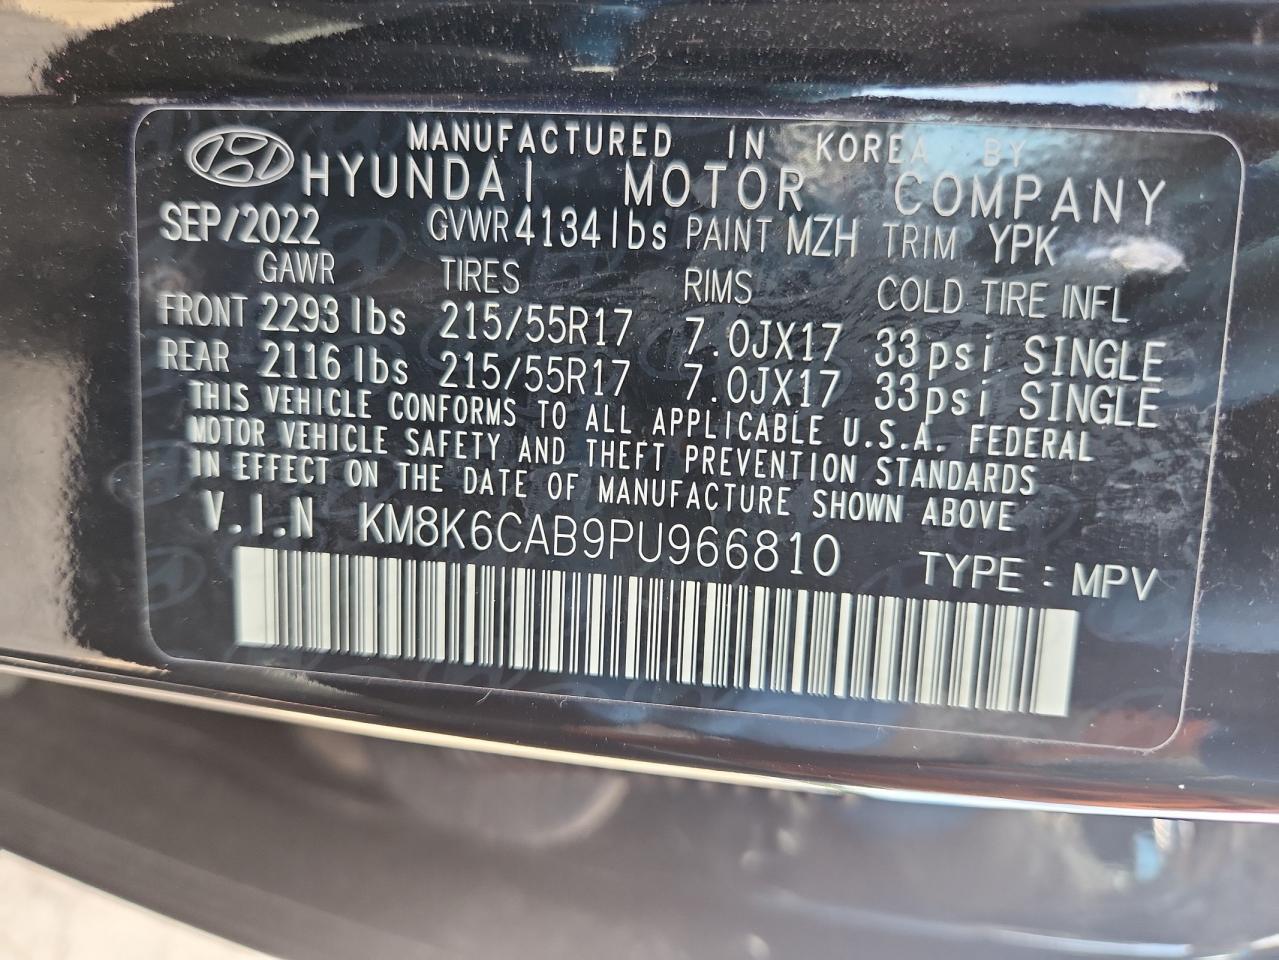 MANUFACTURED IN KOREA BY
HYUNDAI MOTOR COMPANY
SEP/2022 GVWR 4134 lbs PAINT MZH TRIM YPK
GAWR TIRES RIMS COLD TIRE INFL
FRONT 2293 lbs 215/55R17 7.0JX17 33psi SINGLE
REAR 2116 lbs 215/55R17 7.0JX17 33psi SINGLE
THIS VEHICLE CONFORMS TO ALL APPLICABLE U.S.A. FEDERAL
MOTOR VEHICLE SAFETY AND THEFT PREVENTION STANDARDS
IN EFFECT ON THE DATE OF MANUFACTURE SHOWN ABOVE
V.I.N KM8K6CAB9PU966810 TYPE : MPV